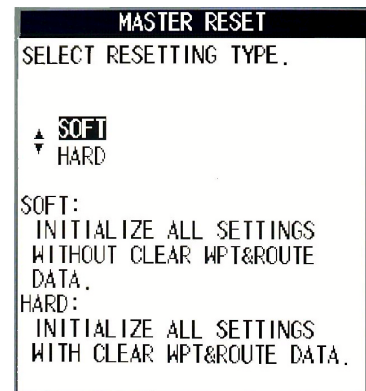 MASTER RESET
SELECT RESETTING TYPE.
SOFT
HARD
SOFT:
INITIALIZE ALL SETTINGS
WITHOUT CLEAR WPT&ROUTE
DATA.
HARD:
INITIALIZE ALL SETTINGS
WITH CLEAR WPT&ROUTE DATA.